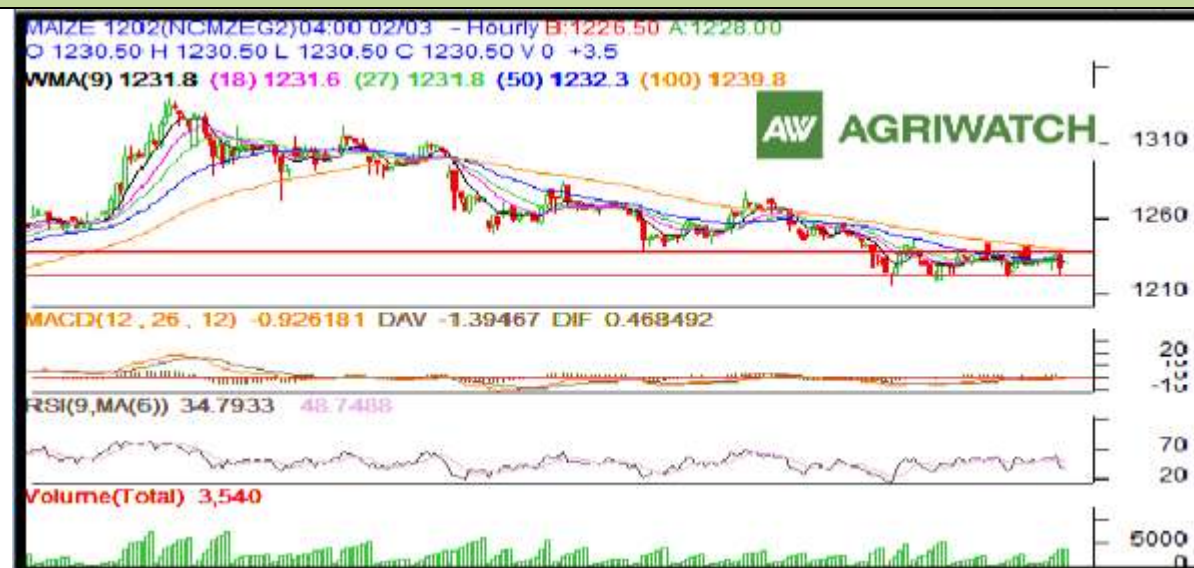 MAIZE 1202(NCMZEG2)04:00 02/03 - Hourly B:1226.50 A:1228.00
O 1230.50 H 1230.50 L 1230.50 C 1230.50 V 0 +3.5
WMA(9) 1231.8 (18) 1231.6 (27) 1231.8 (50) 1232.3 (100) 1239.8
AW AGRIWATCH
1310
1260
1210
MACD(12 , 26 , 12) -0.926181 DAV -1.39467 DIF 0.468492
20
RSI(9,MA(6)) 34.7933 48.7488
70
20
Volume(Total) 3,540
5000
0